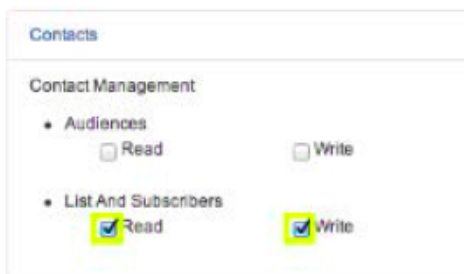 Contacts
Contact Management
Audiences
Read Write
List And Subscribers
Read Write